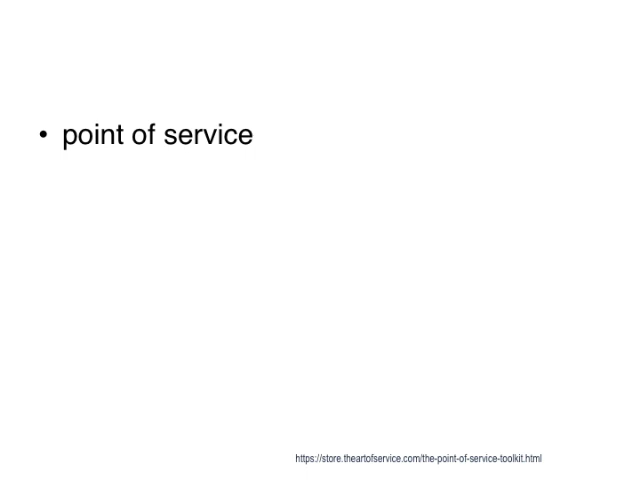 • point of service
https://store.theartofservice.com/the-point-of-service-toolkit.html